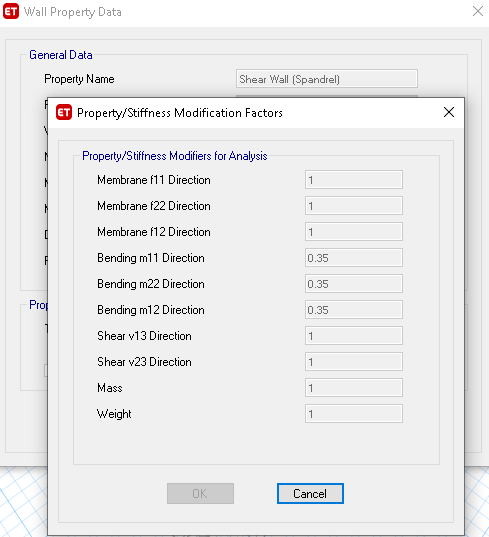 ET Wall Property Data
General Data
Property Name Shear Wall (Spandrel)
ET Property/Stiffness Modification Factors
Property/Stiffness Modifiers for Analysis
Membrane f11 Direction 1
Membrane f22 Direction 1
Membrane f12 Direction 1
Bending m11 Direction 0.35
Bending m22 Direction 0.35
Bending m12 Direction 0.35
Shear v13 Direction 1
Shear v23 Direction 1
Mass 1
Weight 1
OK Cancel